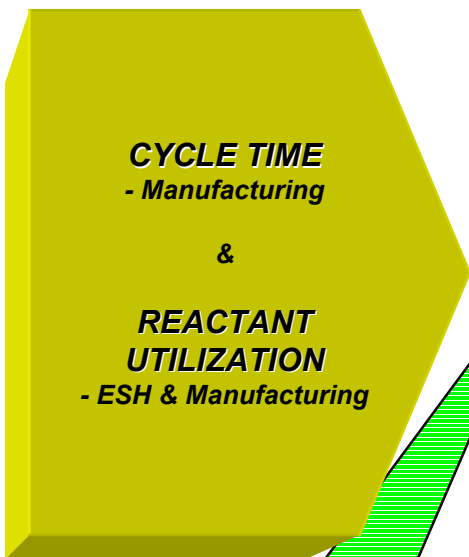 CYCLE TIME
- Manufacturing
&
REACTANT
UTILIZATION
- ESH & Manufacturing